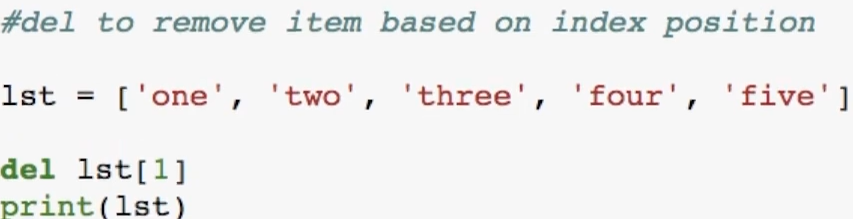 #del to remove item based on index position
lst = ['one', 'two', 'three', 'four', 'five']
del lst[1]
print(lst)